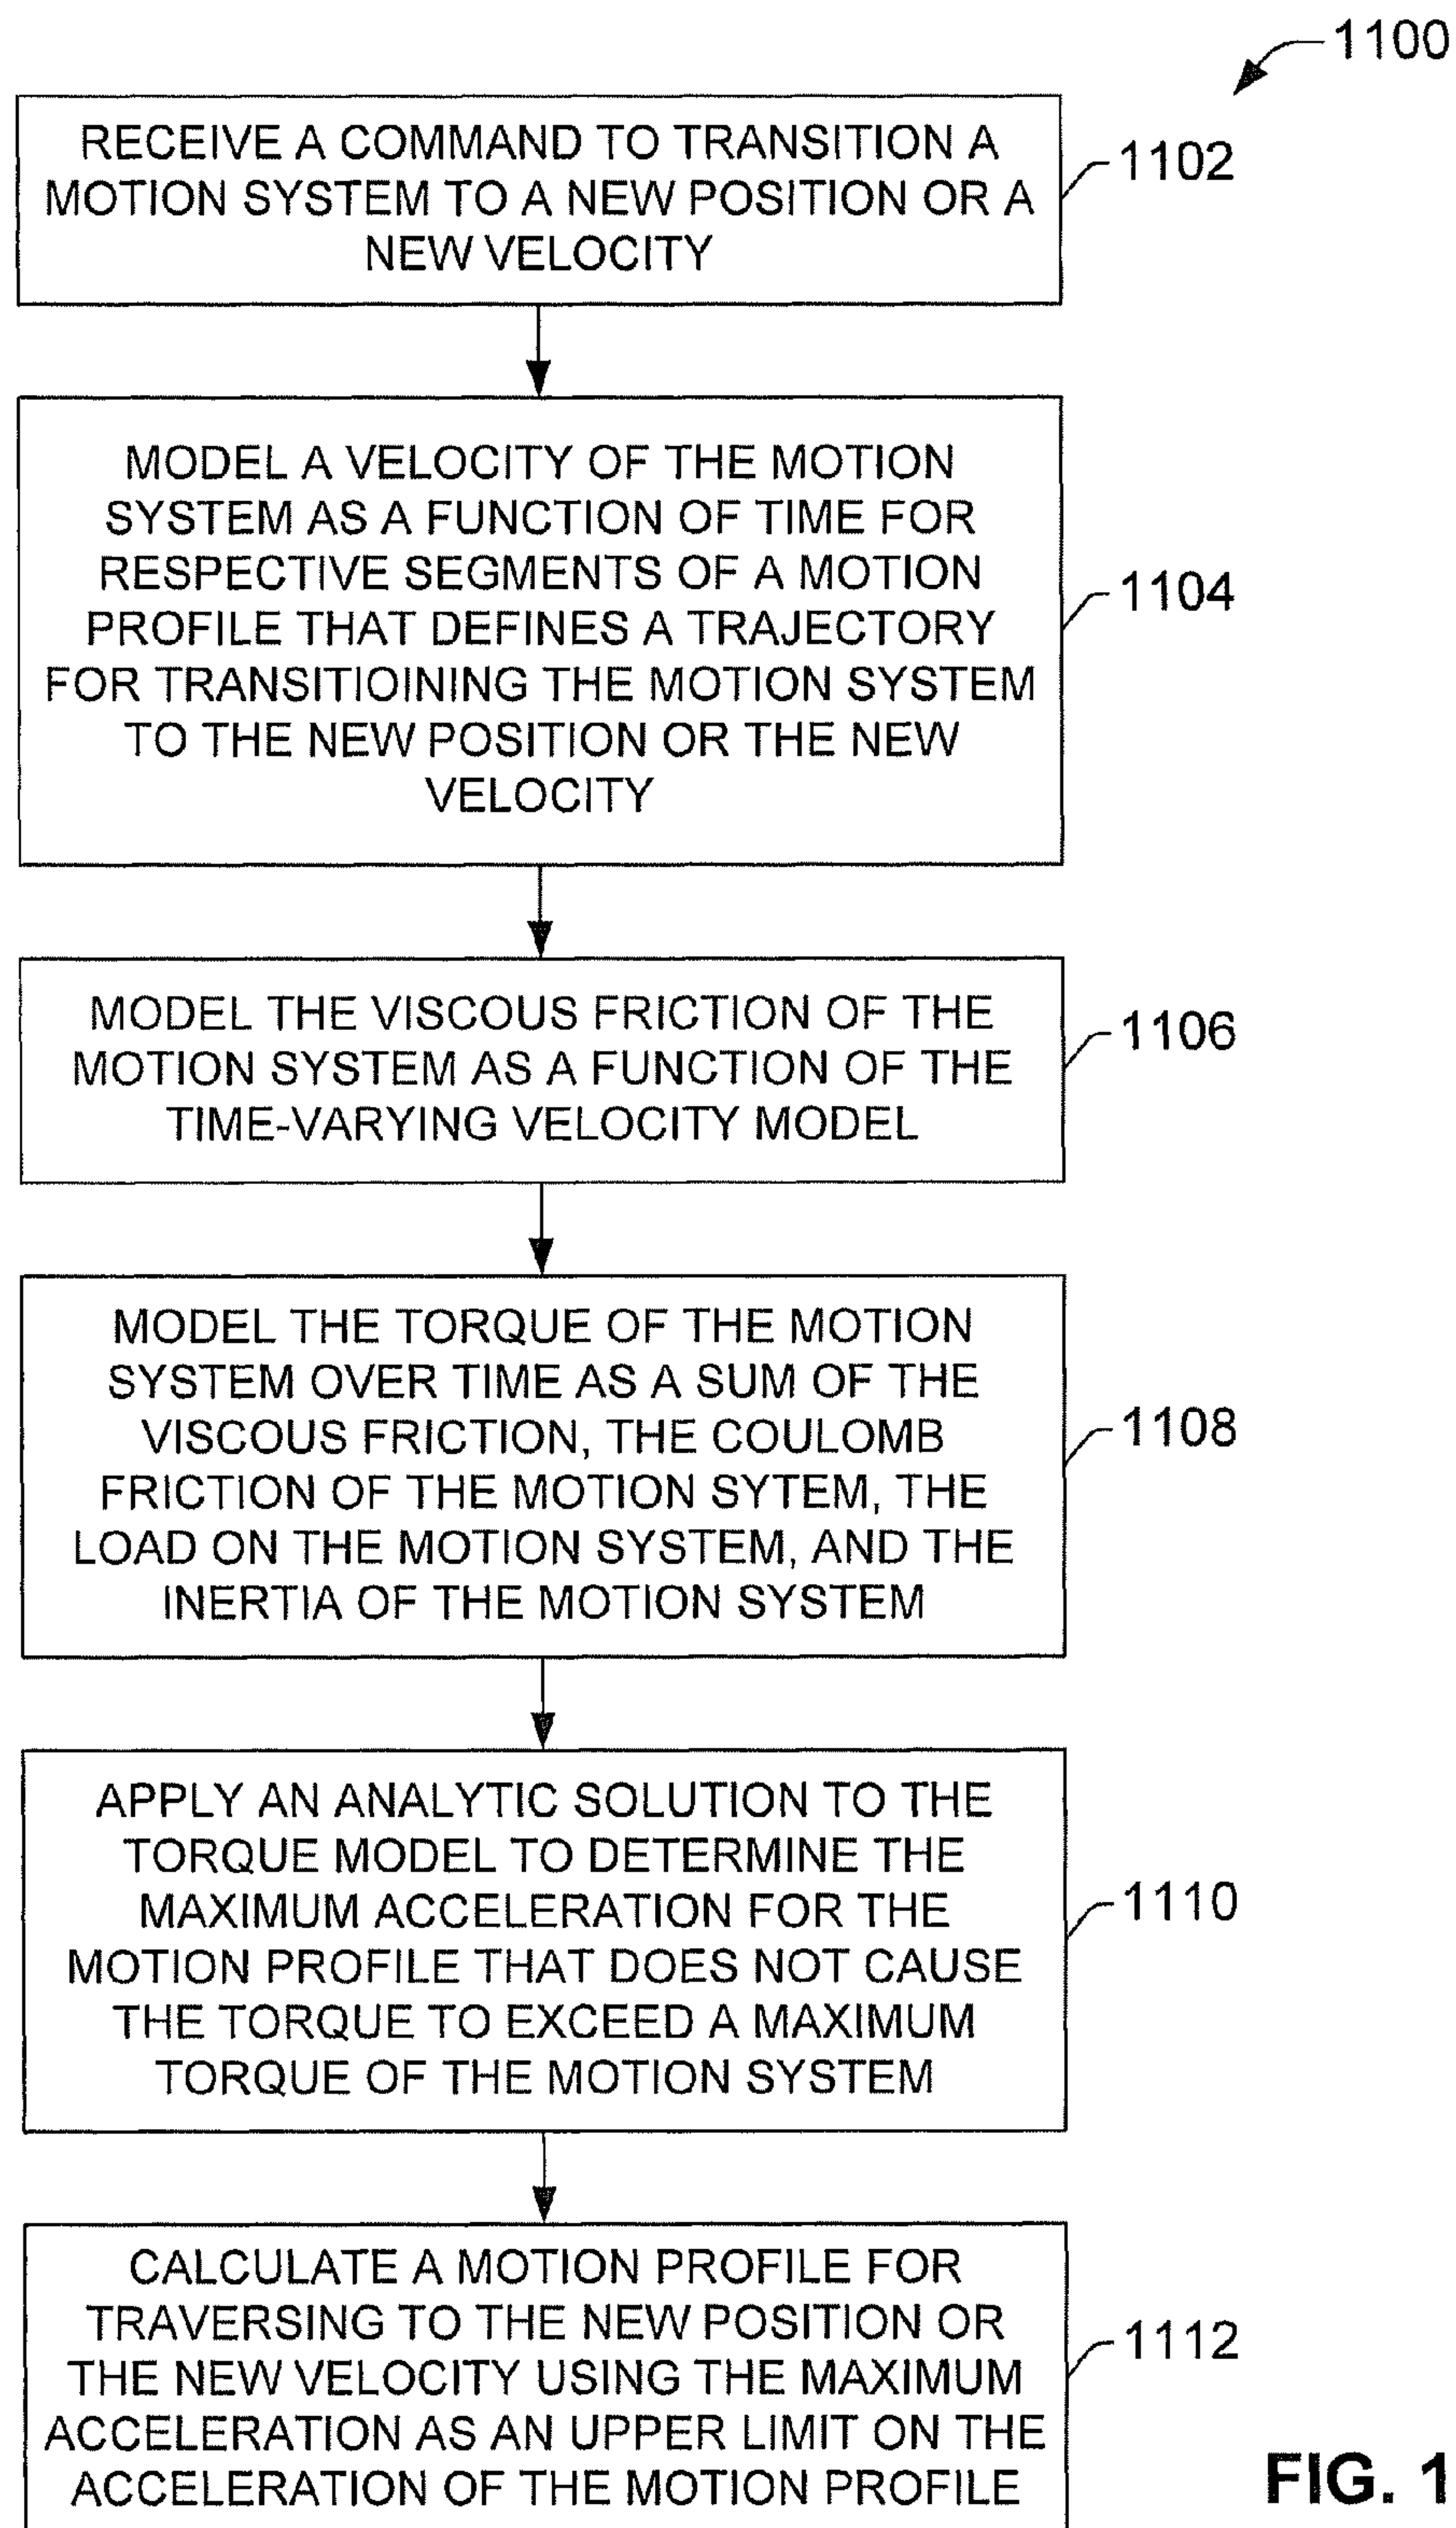 1100
RECEIVE A COMMAND TO TRANSITION A
MOTION SYSTEM TO A NEW POSITION OR A
NEW VELOCITY
1102
MODEL A VELOCITY OF THE MOTION
SYSTEM AS A FUNCTION OF TIME FOR
RESPECTIVE SEGMENTS OF A MOTION
PROFILE THAT DEFINES A TRAJECTORY
FOR TRANSITIOINING THE MOTION SYSTEM
TO THE NEW POSITION OR THE NEW
VELOCITY
1104
MODEL THE VISCOUS FRICTION OF THE
MOTION SYSTEM AS A FUNCTION OF THE
TIME-VARYING VELOCITY MODEL
1106
MODEL THE TORQUE OF THE MOTION
SYSTEM OVER TIME AS A SUM OF THE
VISCOUS FRICTION, THE COULOMB
FRICTION OF THE MOTION SYTEM, THE
LOAD ON THE MOTION SYSTEM, AND THE
INERTIA OF THE MOTION SYSTEM
1108
APPLY AN ANALYTIC SOLUTION TO THE
TORQUE MODEL TO DETERMINE THE
MAXIMUM ACCELERATION FOR THE
MOTION PROFILE THAT DOES NOT CAUSE
THE TORQUE TO EXCEED A MAXIMUM
TORQUE OF THE MOTION SYSTEM
1110
CALCULATE A MOTION PROFILE FOR
TRAVERSING TO THE NEW POSITION OR
THE NEW VELOCITY USING THE MAXIMUM
ACCELERATION AS AN UPPER LIMIT ON THE
ACCELERATION OF THE MOTION PROFILE
1112
FIG. 1